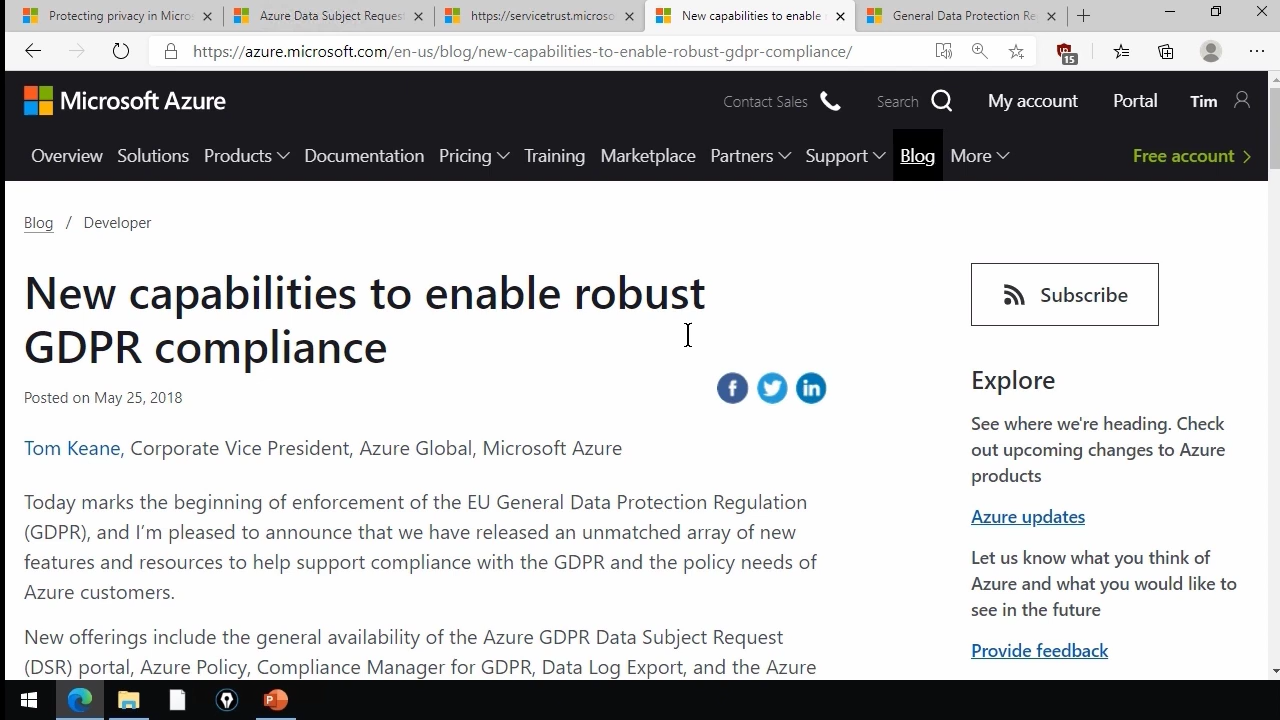 Protecting privacy in Micros
Azure Data Subject Request
https://servicetrust.microso
New capabilities to enable
General Data Protection Re
https://azure.microsoft.com/en-us/blog/new-capabilities-to-enable-robust-gdpr-compliance/
15
Microsoft Azure
Contact Sales
Search
My account
Portal
Tim
Overview
Solutions
Products
Documentation
Pricing
Training
Marketplace
Partners
Support
Blog
More
Free account
Blog / Developer
New capabilities to enable robust
GDPR compliance
Posted on May 25, 2018
Tom Keane, Corporate Vice President, Azure Global, Microsoft Azure
Today marks the beginning of enforcement of the EU General Data Protection Regulation
(GDPR), and I'm pleased to announce that we have released an unmatched array of new
features and resources to help support compliance with the GDPR and the policy needs of
Azure customers.
New offerings include the general availability of the Azure GDPR Data Subject Request
(DSR) portal, Azure Policy, Compliance Manager for GDPR, Data Log Export, and the Azure
Subscribe
Explore
See where we're heading. Check
out upcoming changes to Azure
products
Azure updates
Let us know what you think of
Azure and what you would like to
see in the future
Provide feedback